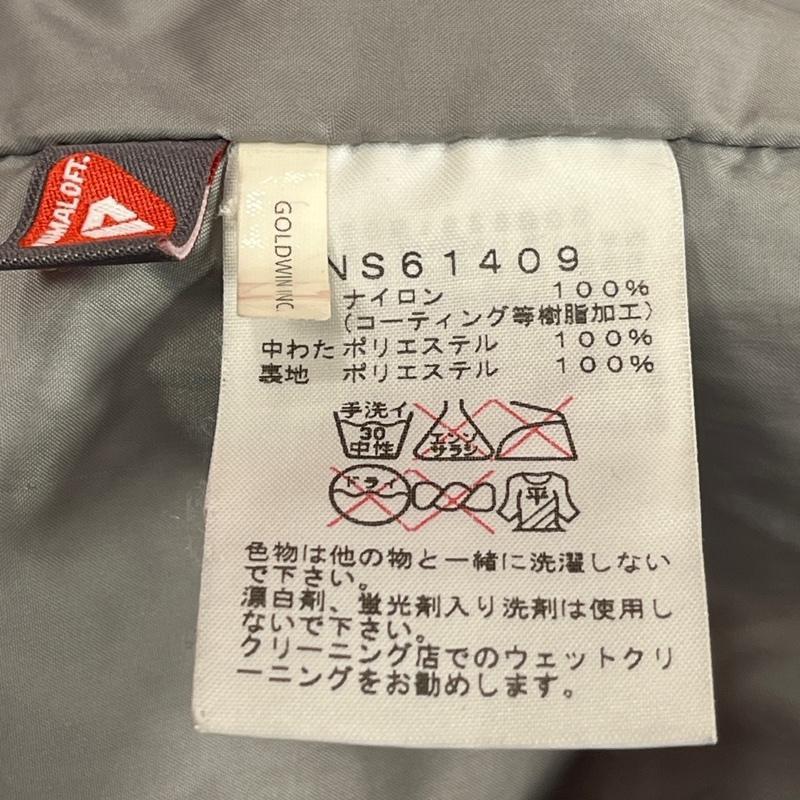 IMALOFT.
GOLDWIN INC.
NS61409
ナイロン 100%
(コーティング等樹脂加工)
中わた ポリエステル 100%
裏地 ポリエステル 100%
手洗イ 30 中性
エンソ サラシ
ドライ
平
色物は他の物と一緒に洗濯しない
で下さい。
漂白剤、蛍光剤入り洗剤は使用し
ないで下さい。
クリーニング店でのウェットクリ
ーニングをお勧めします。